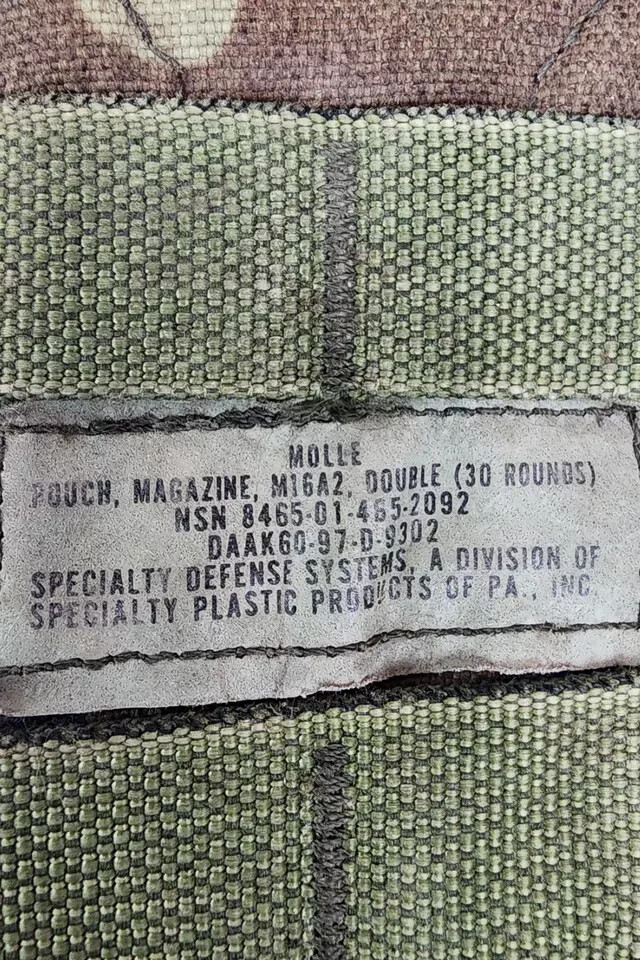 MOLLE
POUCH, MAGAZINE, M16A2, DOUBLE (30 ROUNDS)
NSN 8465-01-465-2092
DAAK60-97-D-9302
SPECIALTY DEFENSE SYSTEMS, A DIVISION OF
SPECIALTY PLASTIC PRODUCTS OF PA., INC.